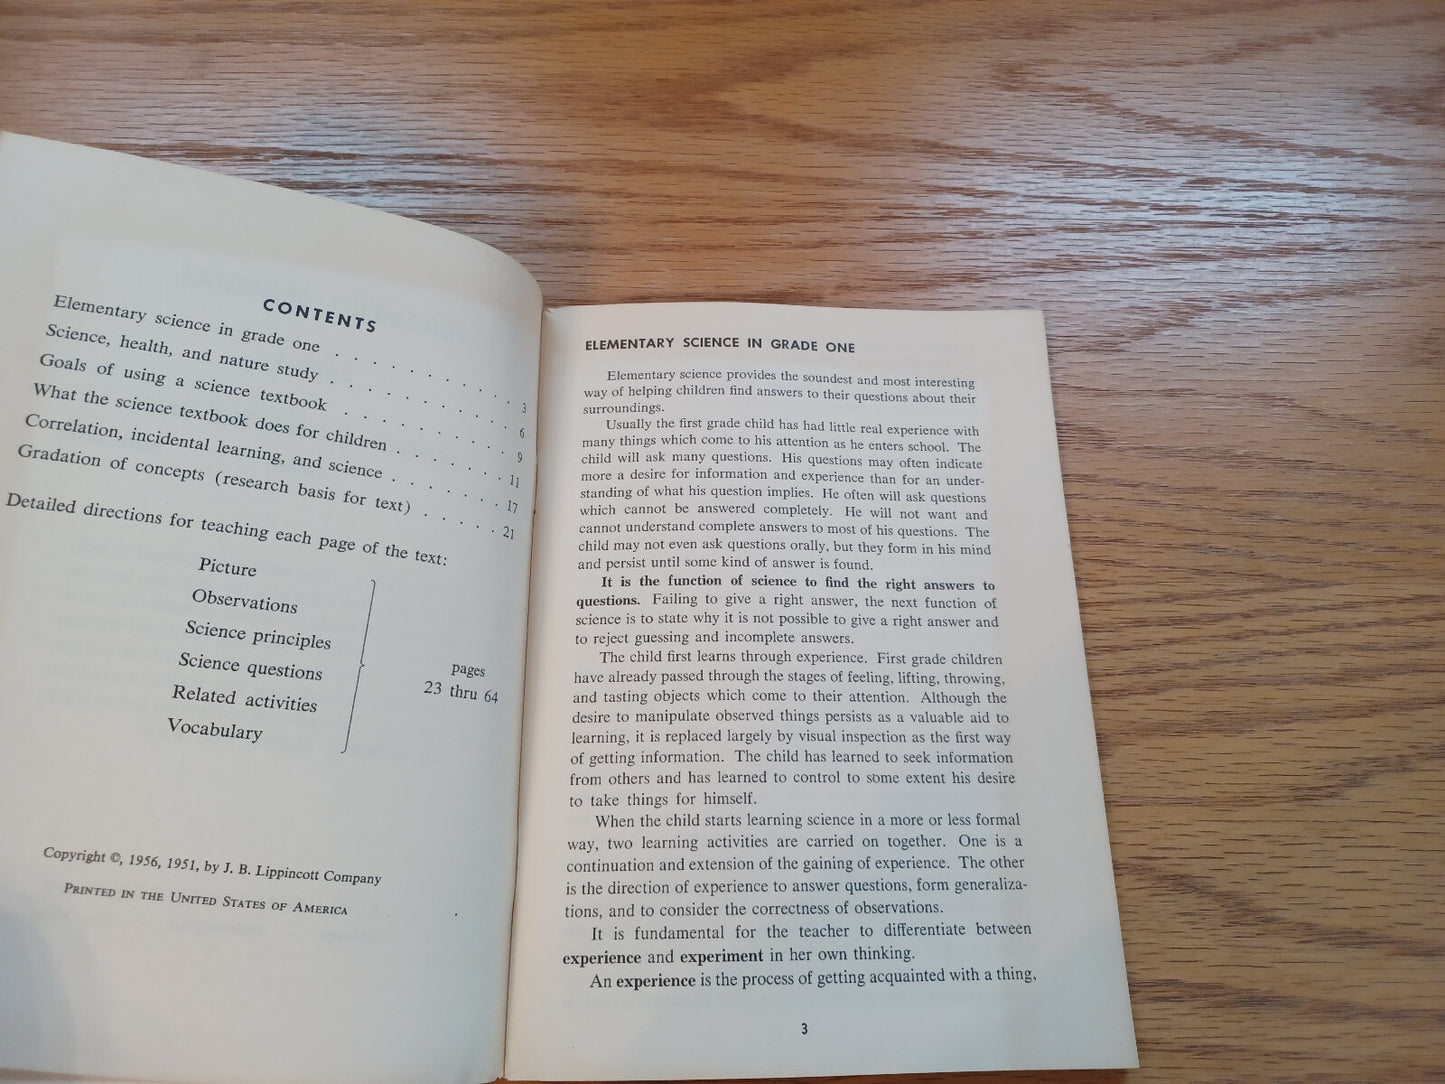 CONTENTS
Elementary science in grade one . . . . . . . . . . 3
Science, health, and nature study . . . . . . . . . . 6
Goals of using a science textbook . . . . . . . . . . 9
What the science textbook does for children . . . . . . . 11
Correlation, incidental learning, and science . . . . . . . 17
Gradation of concepts (research basis for text) . . . . . . 21
Detailed directions for teaching each page of the text:
Picture
Observations
Science principles
Science questions
Related activities
Vocabulary
pages
23 thru 64
Copyright ©, 1956, 1951, by J. B. Lippincott Company
Printed in the United States of America
ELEMENTARY SCIENCE IN GRADE ONE
Elementary science provides the soundest and most interesting
way of helping children find answers to their questions about their
surroundings.
Usually the first grade child has had little real experience with
many things which come to his attention as he enters school. The
child will ask many questions. His questions may often indicate
more a desire for information and experience than for an under-
standing of what his question implies. He often will ask questions
which cannot be answered completely. He will not want and
cannot understand complete answers to most of his questions. The
child may not even ask questions orally, but they form in his mind
and persist until some kind of answer is found.
It is the function of science to find the right answers to
questions. Failing to give a right answer, the next function of
science is to state why it is not possible to give a right answer and
to reject guessing and incomplete answers.
The child first learns through experience. First grade children
have already passed through the stages of feeling, lifting, throwing,
and tasting objects which come to their attention. Although the
desire to manipulate observed things persists as a valuable aid to
learning, it is replaced largely by visual inspection as the first way
of getting information. The child has learned to seek information
from others and has learned to control to some extent his desire
to take things for himself.
When the child starts learning science in a more or less formal
way, two learning activities are carried on together. One is a
continuation and extension of the gaining of experience. The other
is the direction of experience to answer questions, form generaliza-
tions, and to consider the correctness of observations.
It is fundamental for the teacher to differentiate between
experience and experiment in her own thinking.
An experience is the process of getting acquainted with a thing,
3